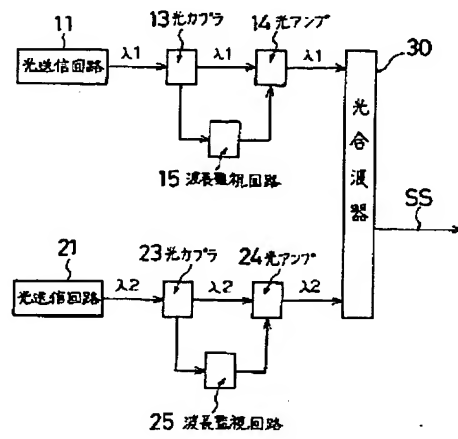 11
光送信回路
λ1
13光カプラ
λ1
14光アンプ
λ1
30
光合波器
15 波長監視回路
SS
21
光送信回路
λ2
23光カプラ
λ2
24光アンプ
λ2
25 波長監視回路